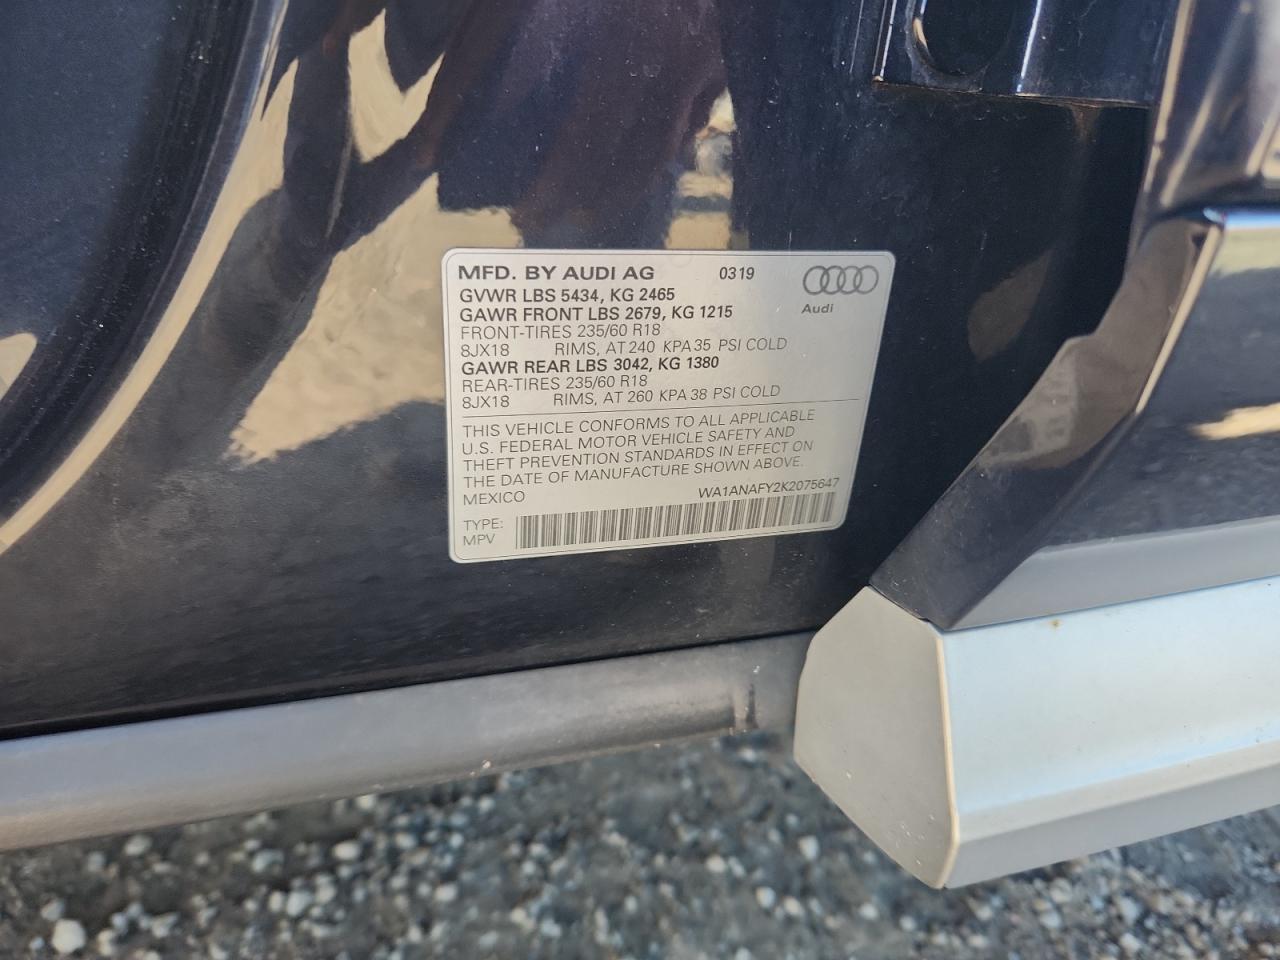 MFD. BY AUDI AG 0319
Audi
GVWR LBS 5434, KG 2465
GAWR FRONT LBS 2679, KG 1215
FRONT-TIRES 235/60 R18
8JX18 RIMS, AT 240 KPA 35 PSI COLD
GAWR REAR LBS 3042, KG 1380
REAR-TIRES 235/60 R18
8JX18 RIMS, AT 260 KPA 38 PSI COLD
THIS VEHICLE CONFORMS TO ALL APPLICABLE
U.S. FEDERAL MOTOR VEHICLE SAFETY AND
THEFT PREVENTION STANDARDS IN EFFECT ON
THE DATE OF MANUFACTURE SHOWN ABOVE.
MEXICO WA1ANAFY2K2075647
TYPE:
MPV